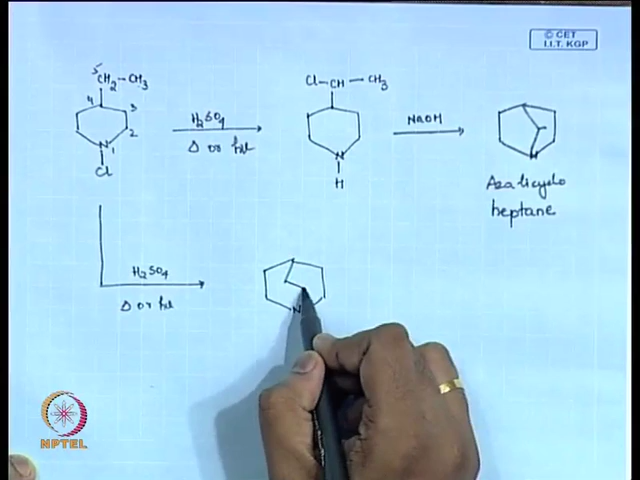 © CET
I.I.T. KGP
5
CH2-CH3
4
3
2
N 1
Cl
H2SO4
Δ or hν
Cl-CH-CH3
N
H
NaOH
N
Azabicyclo
heptane
H2SO4
Δ or hν
N
NPTEL